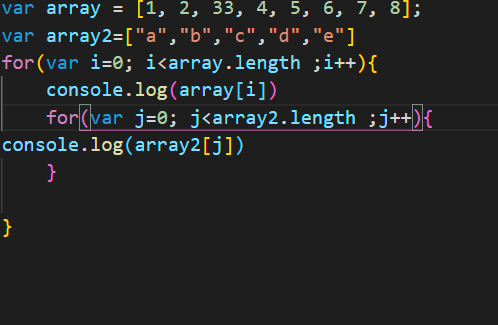 var array = [1, 2, 33, 4, 5, 6, 7, 8];
var array2=["a","b","c","d","e"]
for(var i=0; i<array.length ;i++){
    console.log(array[i])
    for(var j=0; j<array2.length ;j++){
console.log(array2[j])
    }
}